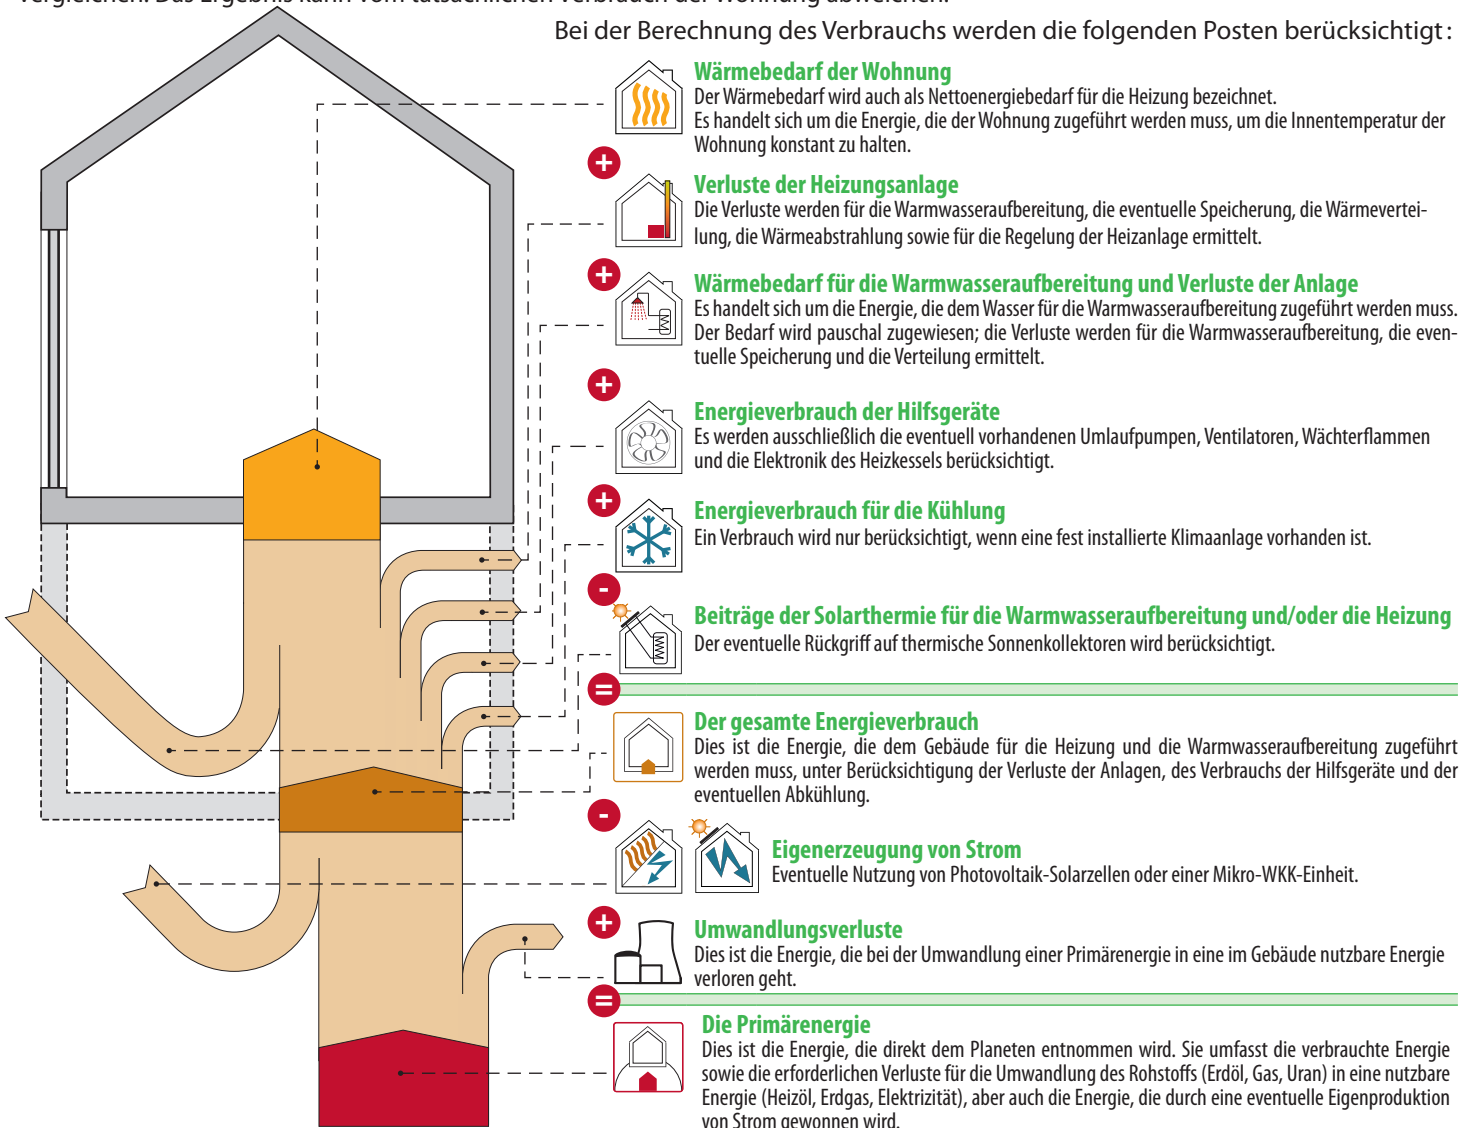 vergleichen. Das Ergebnis kann vom tatsächlichen Verbrauch der Wohnung abweichen.
Bei der Berechnung des Verbrauchs werden die folgenden Posten berücksichtigt :
Wärmebedarf der Wohnung
Der Wärmebedarf wird auch als Nettoenergiebedarf für die Heizung bezeichnet.
Es handelt sich um die Energie, die der Wohnung zugeführt werden muss, um die Innentemperatur der
Wohnung konstant zu halten.
+
Verluste der Heizungsanlage
Die Verluste werden für die Warmwasseraufbereitung, die eventuelle Speicherung, die Wärmevertei-
lung, die Wärmeabstrahlung sowie für die Regelung der Heizanlage ermittelt.
+
Wärmebedarf für die Warmwasseraufbereitung und Verluste der Anlage
Es handelt sich um die Energie, die dem Wasser für die Warmwasseraufbereitung zugeführt werden muss.
Der Bedarf wird pauschal zugewiesen; die Verluste werden für die Warmwasseraufbereitung, die even-
tuelle Speicherung und die Verteilung ermittelt.
+
Energieverbrauch der Hilfsgeräte
Es werden ausschließlich die eventuell vorhandenen Umlaufpumpen, Ventilatoren, Wächterflammen
und die Elektronik des Heizkessels berücksichtigt.
+
Energieverbrauch für die Kühlung
Ein Verbrauch wird nur berücksichtigt, wenn eine fest installierte Klimaanlage vorhanden ist.
-
Beiträge der Solarthermie für die Warmwasseraufbereitung und/oder die Heizung
Der eventuelle Rückgriff auf thermische Sonnenkollektoren wird berücksichtigt.
=
Der gesamte Energieverbrauch
Dies ist die Energie, die dem Gebäude für die Heizung und die Warmwasseraufbereitung zugeführt
werden muss, unter Berücksichtigung der Verluste der Anlagen, des Verbrauchs der Hilfsgeräte und der
eventuellen Abkühlung.
-
Eigenerzeugung von Strom
Eventuelle Nutzung von Photovoltaik-Solarzellen oder einer Mikro-WKK-Einheit.
+
Umwandlungsverluste
Dies ist die Energie, die bei der Umwandlung einer Primärenergie in eine im Gebäude nutzbare Energie
verloren geht.
=
Die Primärenergie
Dies ist die Energie, die direkt dem Planeten entnommen wird. Sie umfasst die verbrauchte Energie
sowie die erforderlichen Verluste für die Umwandlung des Rohstoffs (Erdöl, Gas, Uran) in eine nutzbare
Energie (Heizöl, Erdgas, Elektrizität), aber auch die Energie, die durch eine eventuelle Eigenproduktion
von Strom gewonnen wird.